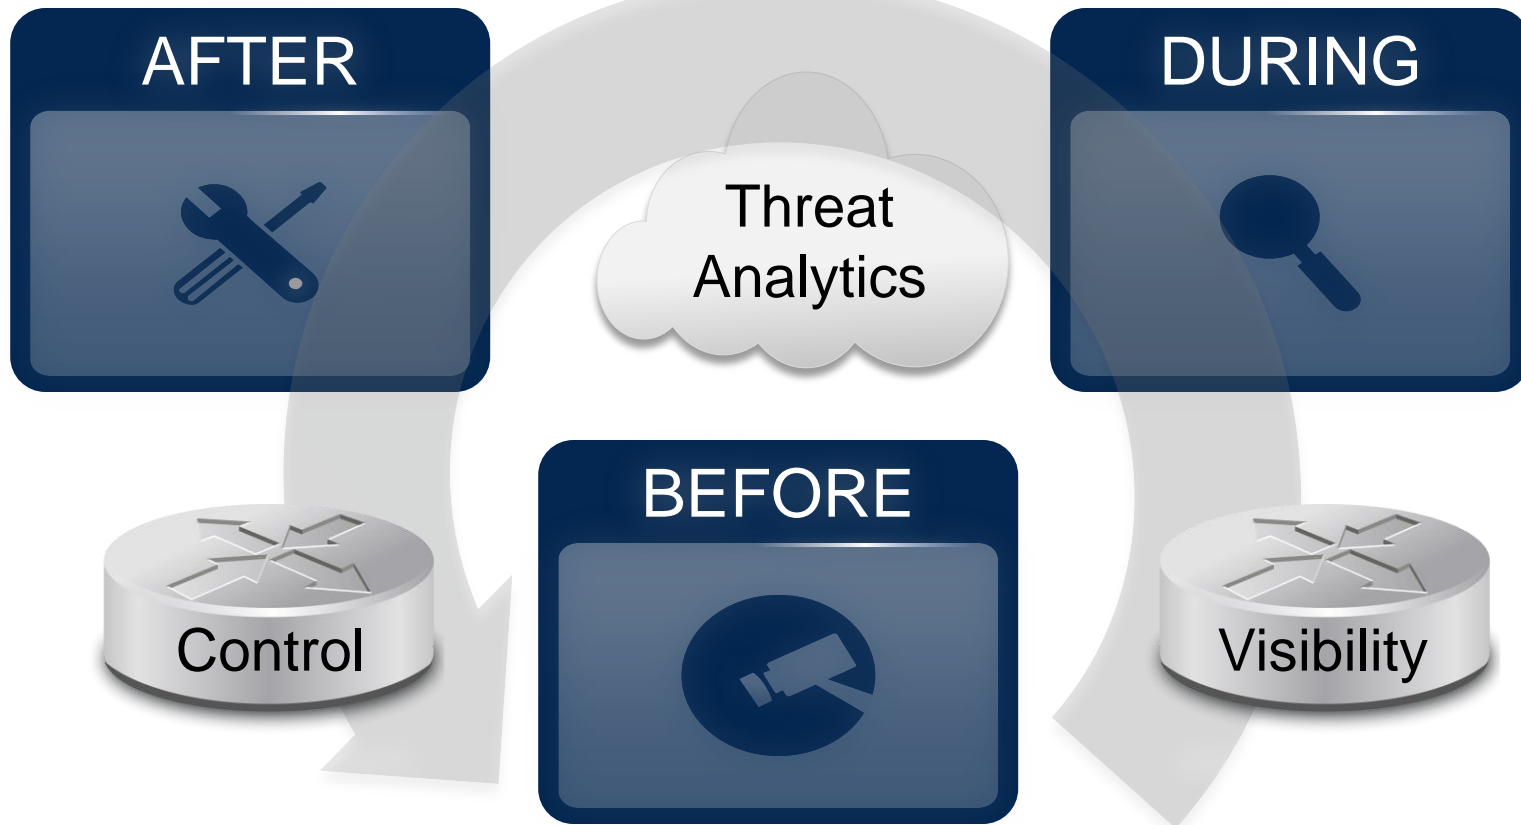 AFTER
DURING
Threat
Analytics
BEFORE
Control
Visibility